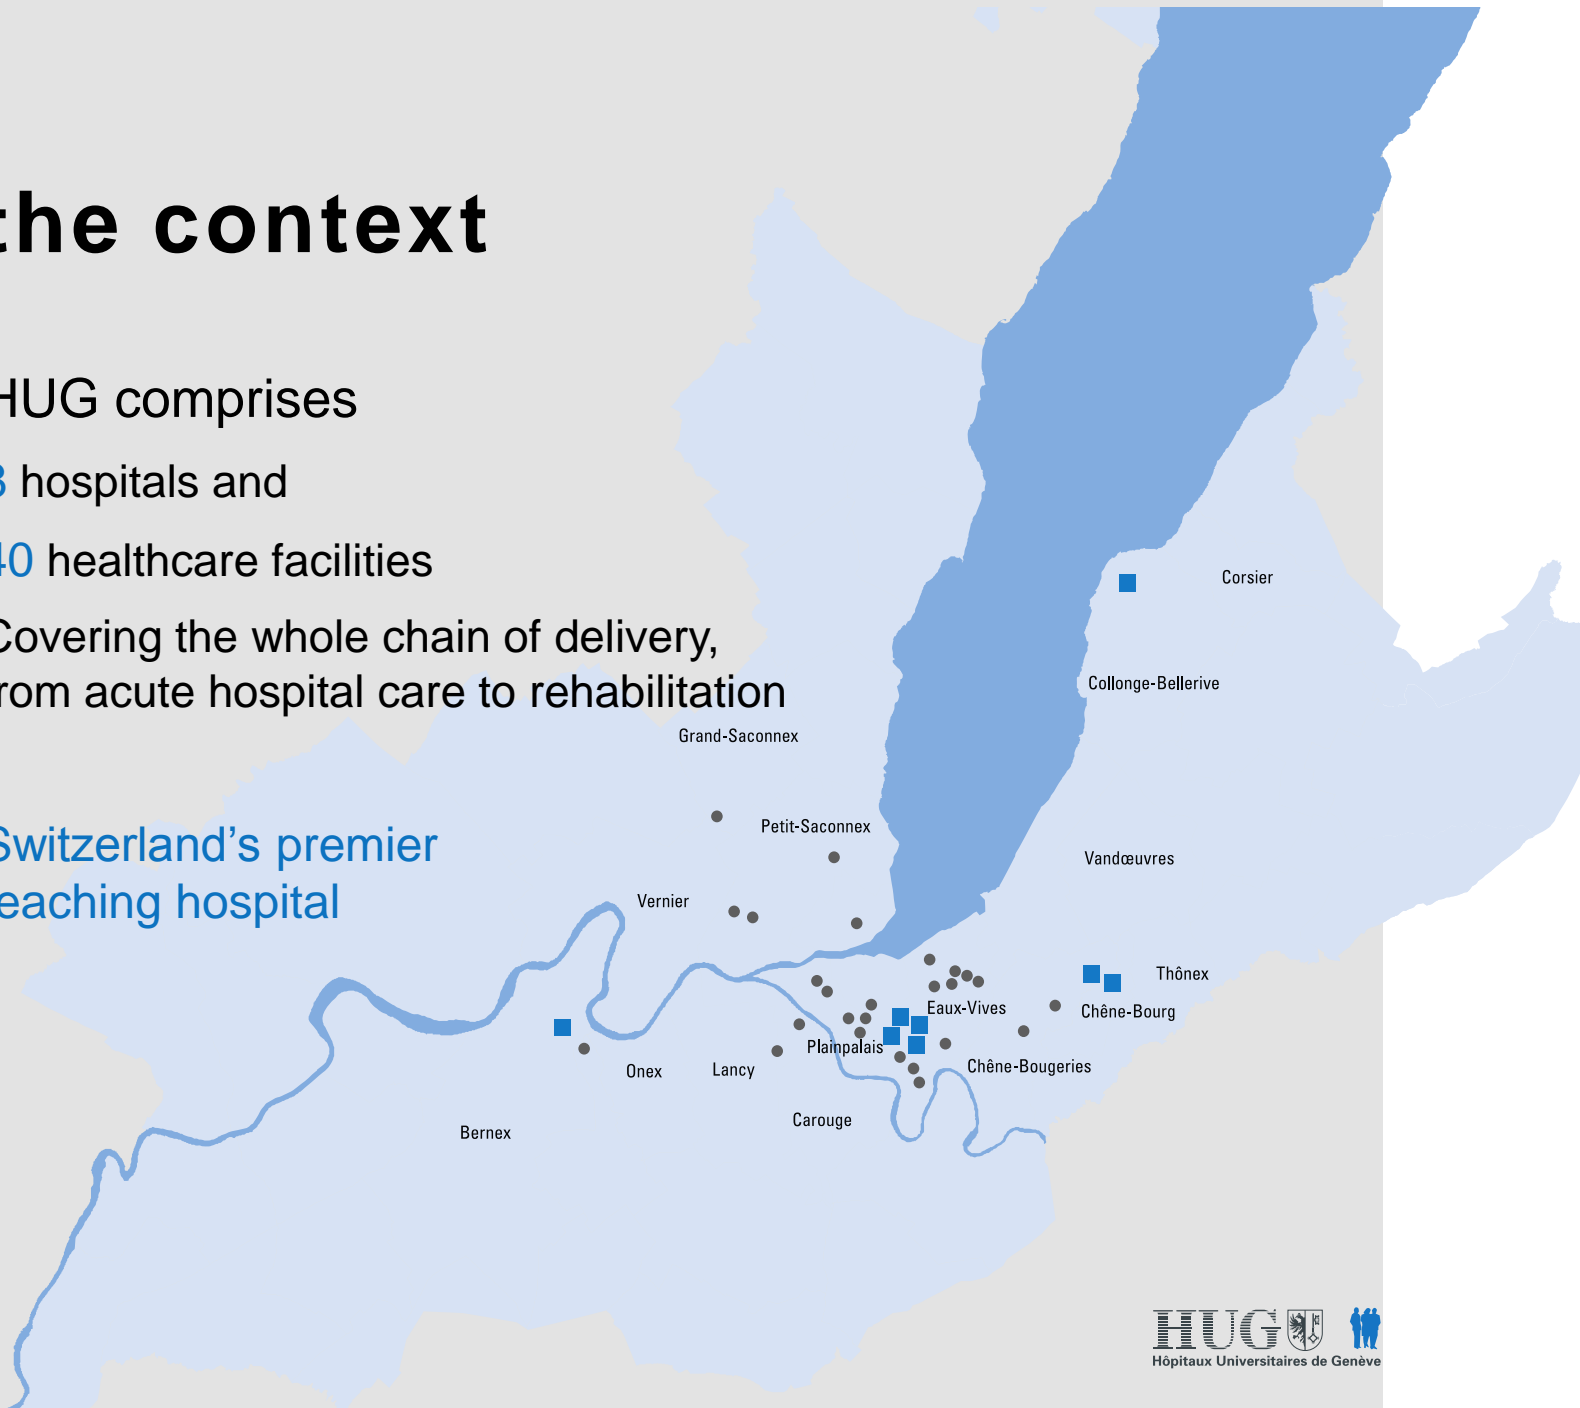 the context
HUG comprises
hospitals and
40 healthcare facilities
Covering the whole chain of delivery,
rom acute hospital care to rehabilitation
Switzerland’s premier
eaching hospital
Corsier
Collonge-Bellerive
Grand-Saconnex
Petit-Saconnex
Vandœuvres
Vernier
Thônex
Eaux-Vives
Chêne-Bourg
Plainpalais
Chêne-Bougeries
Onex
Lancy
Carouge
Bernex
HUG
Hôpitaux Universitaires de Genève